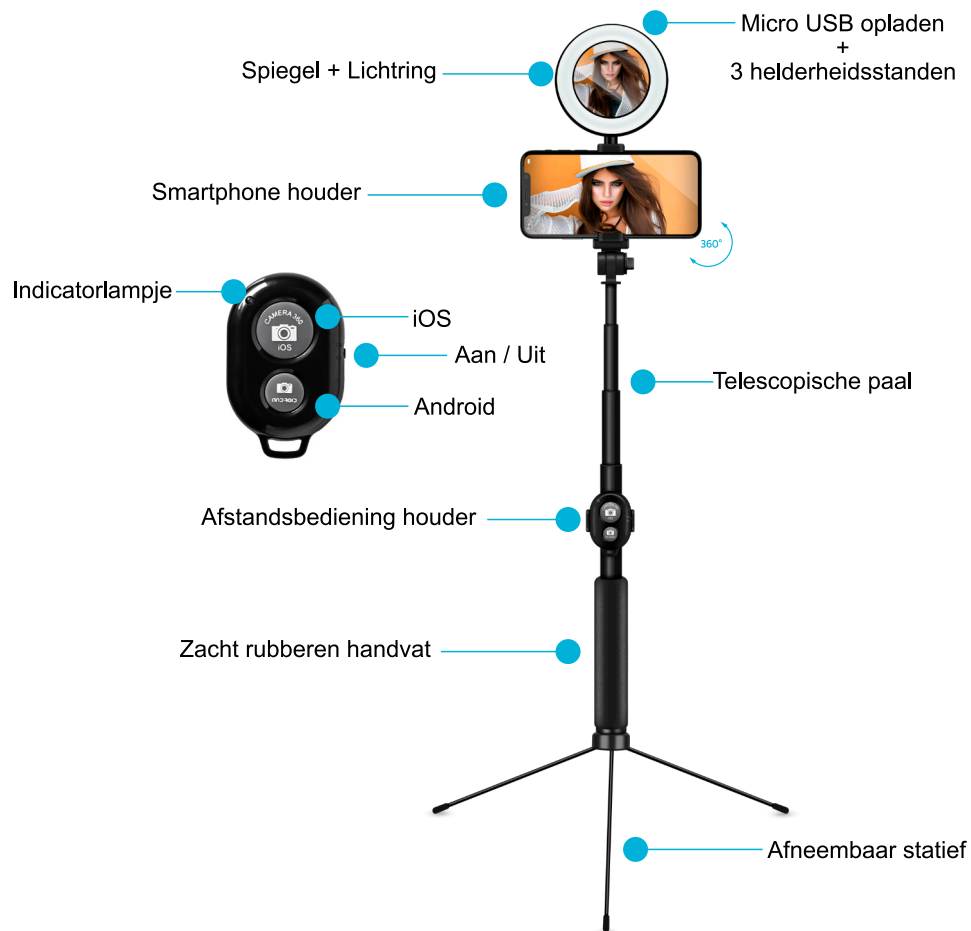 Micro USB opladen
+
3 helderheidsstanden
Spiegel + Lichtring
Smartphone houder
360°
Indicatorlampje
CAMERA 360
iOS
iOS
Aan / Uit
Android
Telescopische paal
Afstandsbediening houder
Zacht rubberen handvat
Afneembaar statief